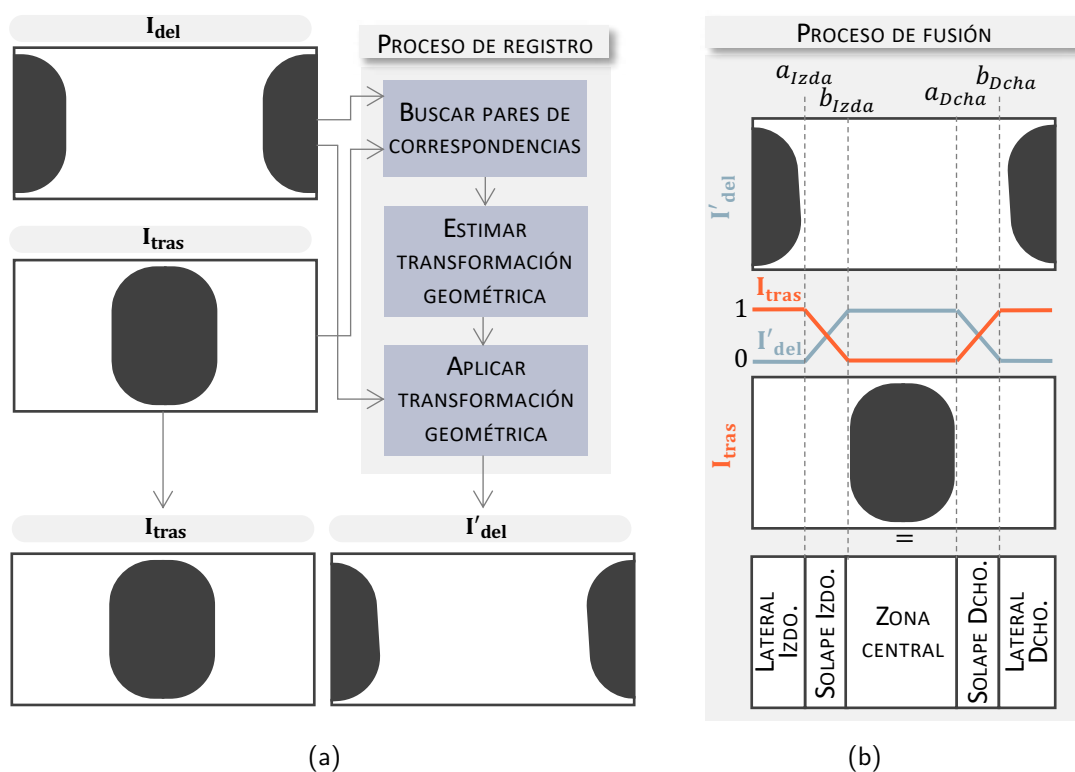 I_del
PROCESO DE REGISTRO
BUSCAR PARES DE
CORRESPONDENCIAS
I_tras
ESTIMAR
TRANSFORMACIÓN
GEOMÉTRICA
APLICAR
TRANSFORMACIÓN
GEOMÉTRICA
I_tras
I'_del
(a)
PROCESO DE FUSIÓN
a_Izda
b_Izda
a_Dcha
b_Dcha
I'_del
I_tras
1
I'_del
0
I_tras
=
LATERAL
IZDO.
SOLAPE IZDO.
ZONA
CENTRAL
SOLAPE DCHO.
LATERAL
DCHO.
(b)